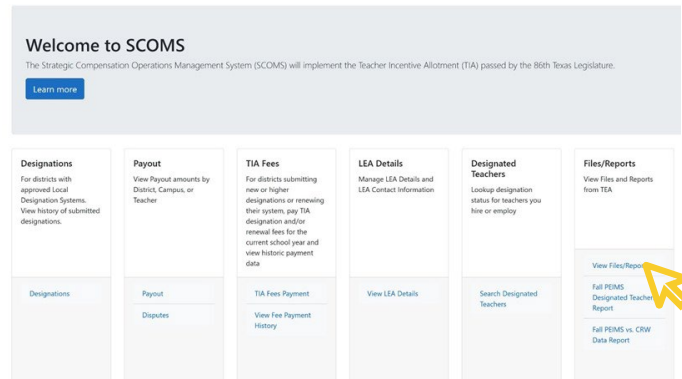 Welcome to SCOMS
The Strategic Compensation Operations Management System (SCOMS) will implement the Teacher Incentive Allotment (TIA) passed by the 86th Texas Legislature.
Learn more
Designations
For districts with
approved Local
Designation Systems.
View history of submitted
designations.
Designations
Payout
View Payout amounts by
District, Campus, or
Teacher
Payout
Disputes
TIA Fees
For districts submitting
new or higher
designations or renewing
their system, pay TIA
designation and/or
renewal fees for the
current school year and
view historic payment
data
TIA Fees Payment
View Fee Payment
History
LEA Details
Manage LEA Details and
LEA Contact Information
View LEA Details
Designated
Teachers
Lookup designation
status for teachers you
hire or employ
Search Designated
Teachers
Files/Reports
View Files and Reports
from TEA
View Files/Repo
Fall PEIMS
Designated Teacher
Report
Fall PEIMS vs. CRW
Data Report